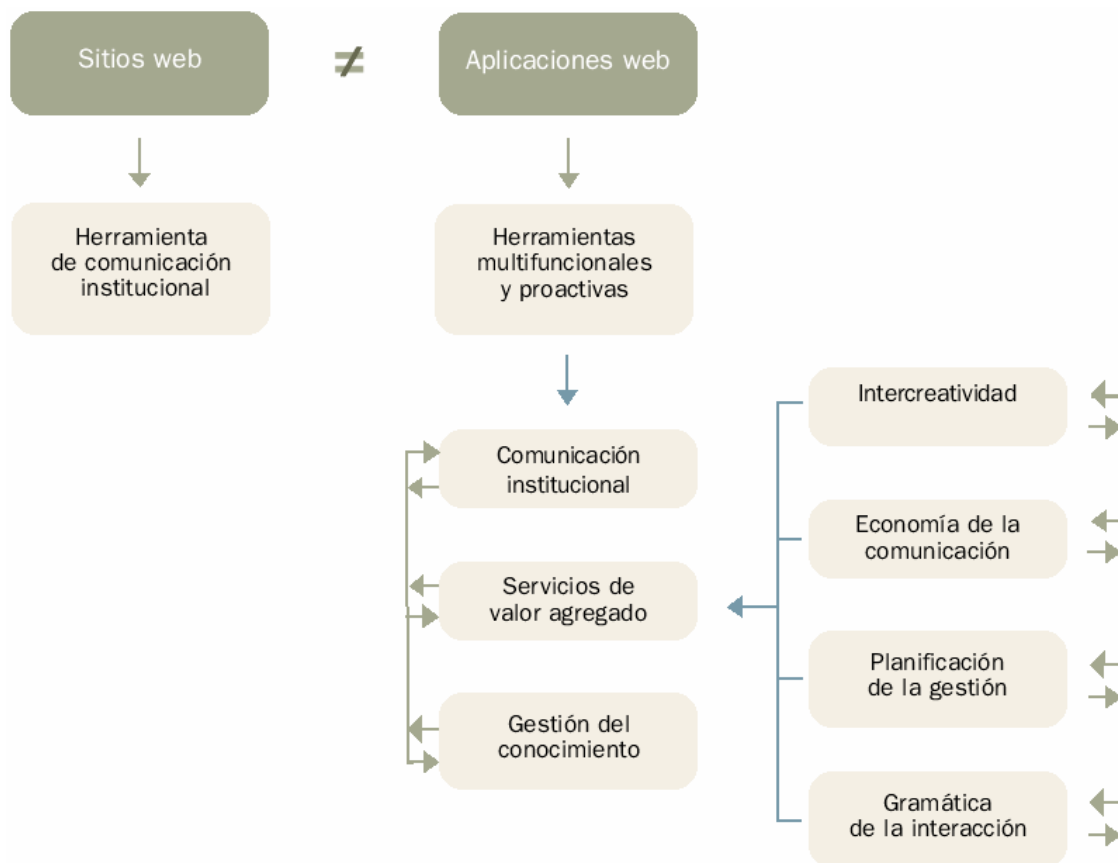 Sitios web
≠
Aplicaciones web
Herramienta
de comunicación
institucional
Herramientas
multifuncionales
y proactivas
Comunicación
institucional
Servicios de
valor agregado
Gestión del
conocimiento
Intercreatividad
Economía de la
comunicación
Planificación
de la gestión
Gramática
de la interacción